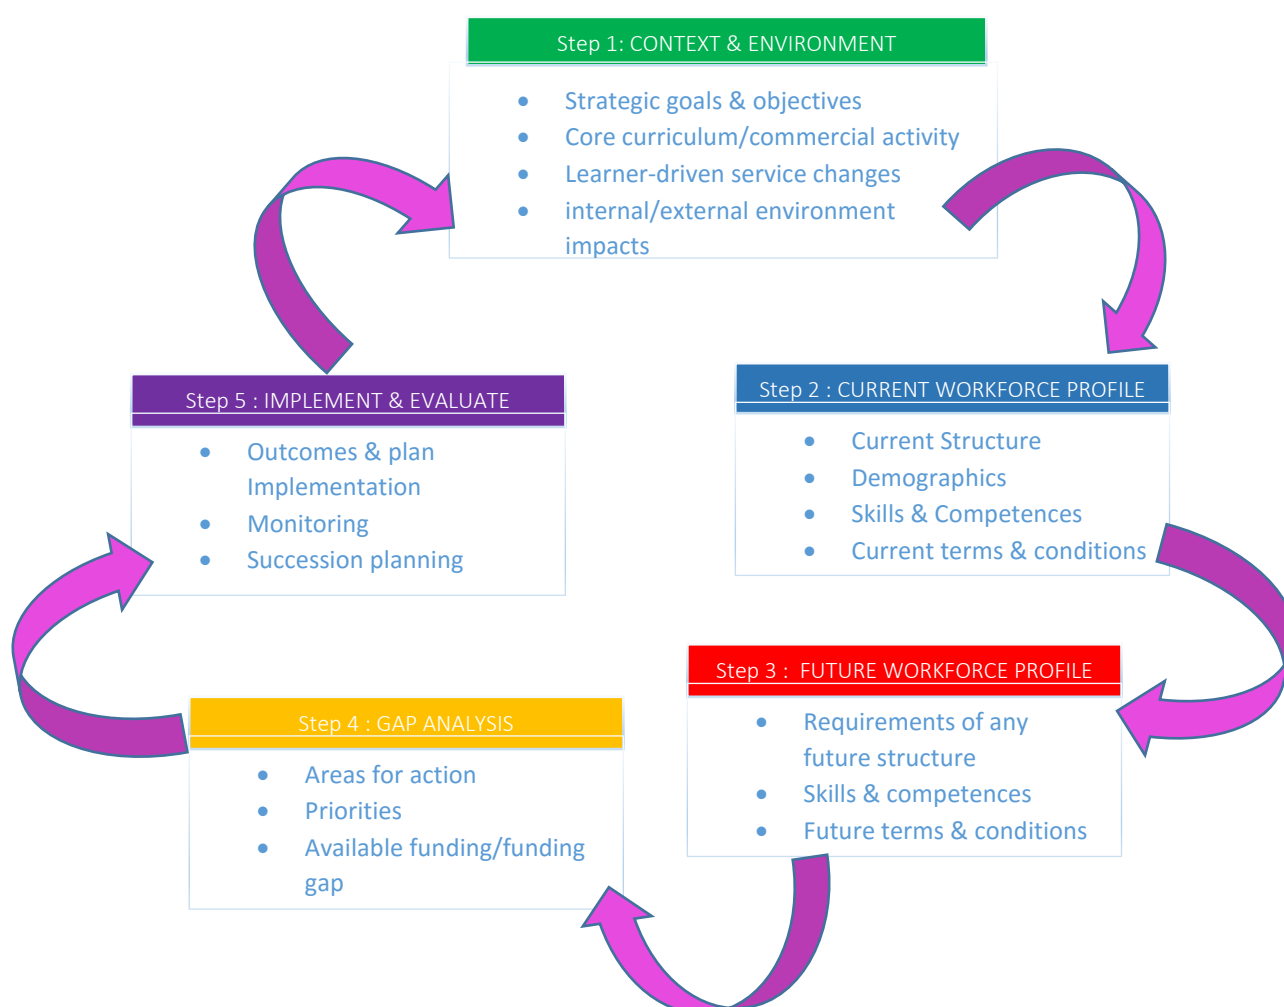 Step 1: CONTEXT & ENVIRONMENT
• Strategic goals & objectives
• Core curriculum/commercial activity
• Learner-driven service changes
• internal/external environment
impacts
Step 2 : CURRENT WORKFORCE PROFILE
• Current Structure
• Demographics
• Skills & Competences
• Current terms & conditions
Step 3 : FUTURE WORKFORCE PROFILE
• Requirements of any
future structure
• Skills & competences
• Future terms & conditions
Step 4 : GAP ANALYSIS
• Areas for action
• Priorities
• Available funding/funding
gap
Step 5 : IMPLEMENT & EVALUATE
• Outcomes & plan
Implementation
• Monitoring
• Succession planning